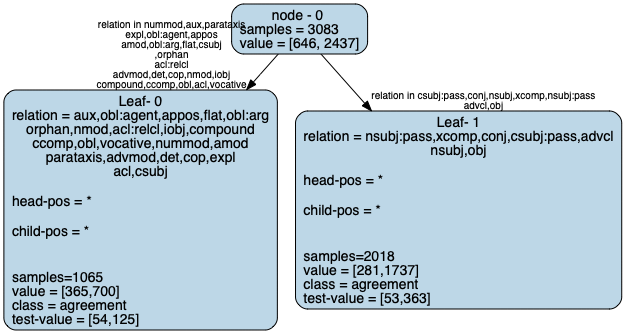 node - 0
samples = 3083
value = [646, 2437]
relation in nummod,aux,parataxis
expl,obl:agent,appos
amod,obl:arg,flat,csubj
,orphan
acl:relcl
advmod,det,cop,nmod,iobj
compound,ccomp,obl,acl,vocative
relation in csubj:pass,conj,nsubj,xcomp,nsubj:pass
advcl,obj
Leaf- 0
relation = aux,obl:agent,appos,flat,obl:arg
orphan,nmod,acl:relcl,iobj,compound
ccomp,obl,vocative,nummod,amod
parataxis,advmod,det,cop,expl
acl,csubj
head-pos = *
child-pos = *
samples=1065
value = [365,700]
class = agreement
test-value = [54,125]
Leaf- 1
relation = nsubj:pass,xcomp,conj,csubj:pass,advcl
nsubj,obj
head-pos = *
child-pos = *
samples=2018
value = [281,1737]
class = agreement
test-value = [53,363]